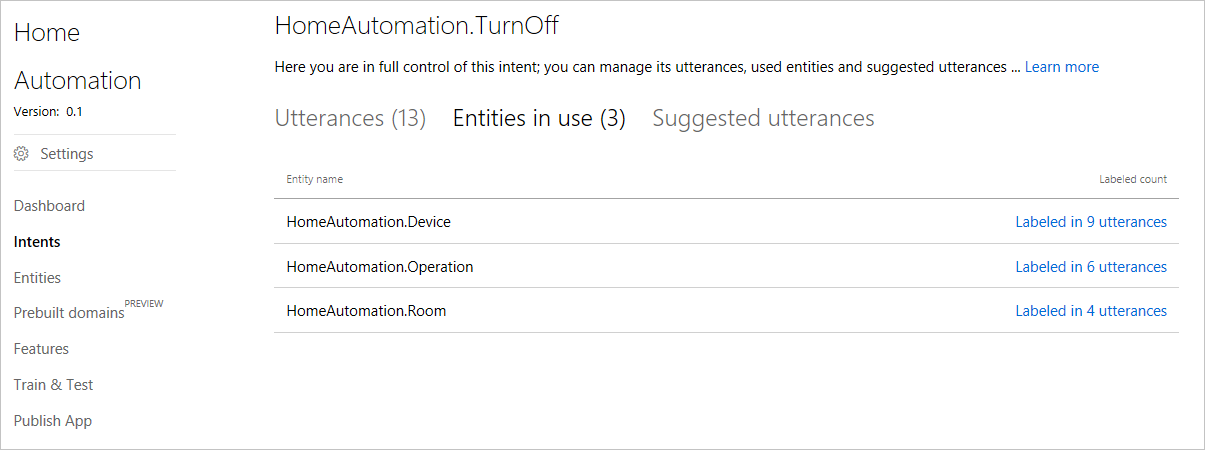 Home
Automation
Version: 0.1
Settings
Dashboard
Intents
Entities
Prebuilt domains PREVIEW
Features
Train & Test
Publish App
HomeAutomation.TurnOff
Here you are in full control of this intent; you can manage its utterances, used entities and suggested utterances ... Learn more
Utterances (13) Entities in use (3) Suggested utterances
Entity name Labeled count
HomeAutomation.Device Labeled in 9 utterances
HomeAutomation.Operation Labeled in 6 utterances
HomeAutomation.Room Labeled in 4 utterances